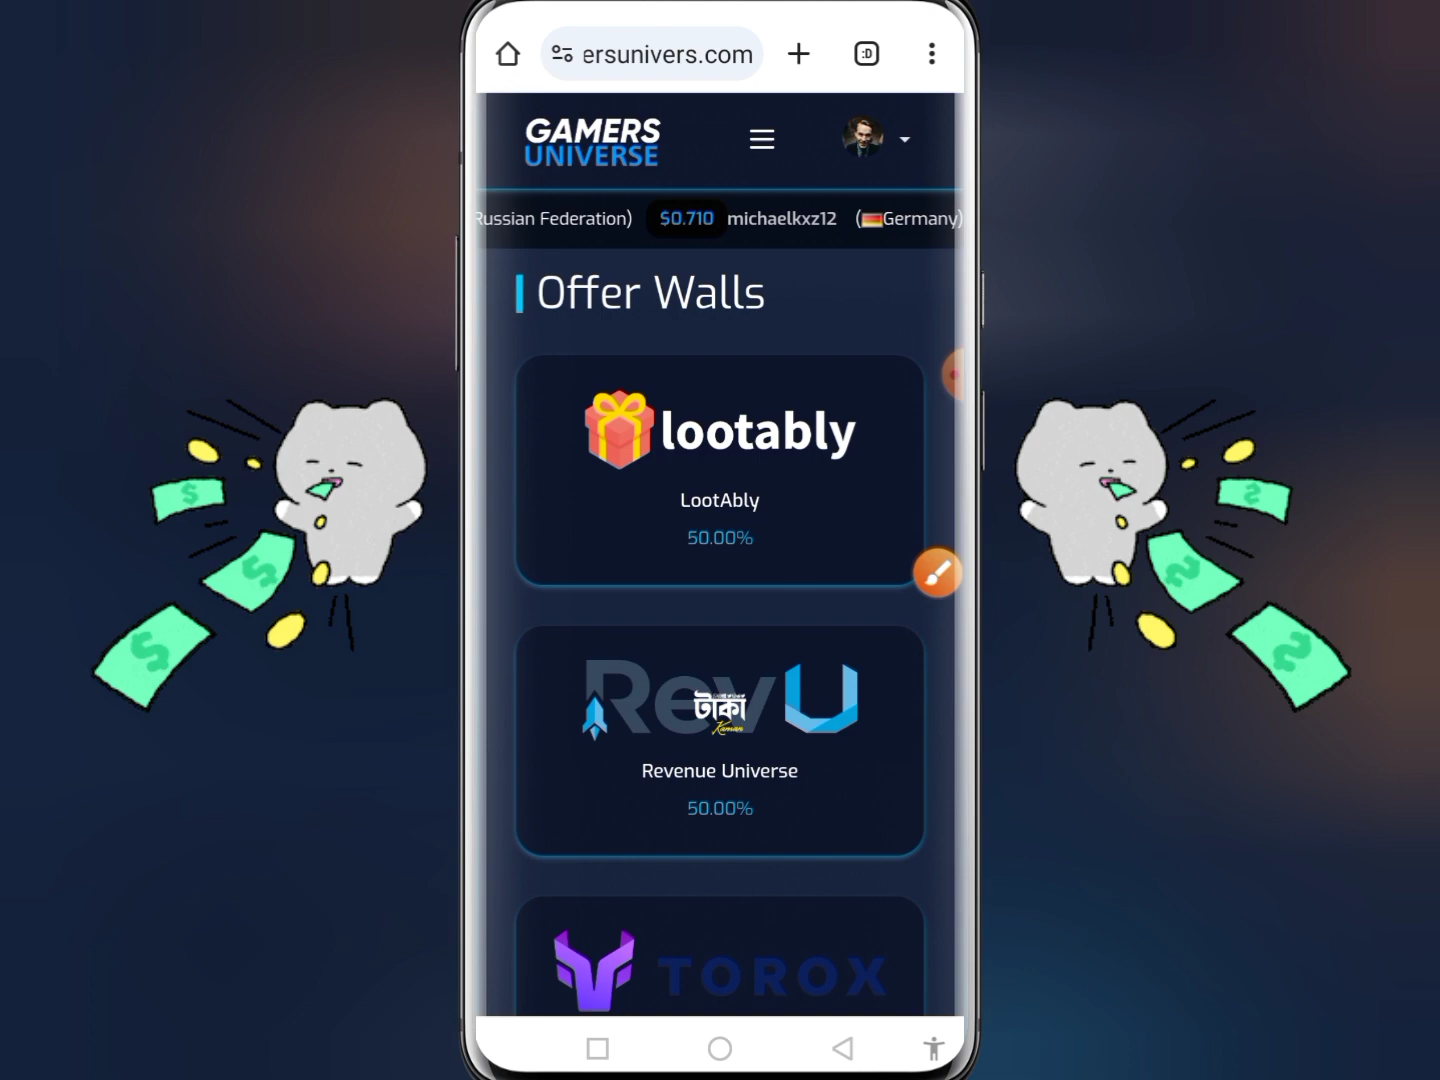 ersunivers.com
:D
GAMERS
UNIVERSE
Russian Federation) $0.710 michaelkxz12 (Germany)
Offer Walls
lootably
LootAbly
50.00%
RevU
টাকা
Kaman
Revenue Universe
50.00%
TOROX
$
$
$
$
$
$